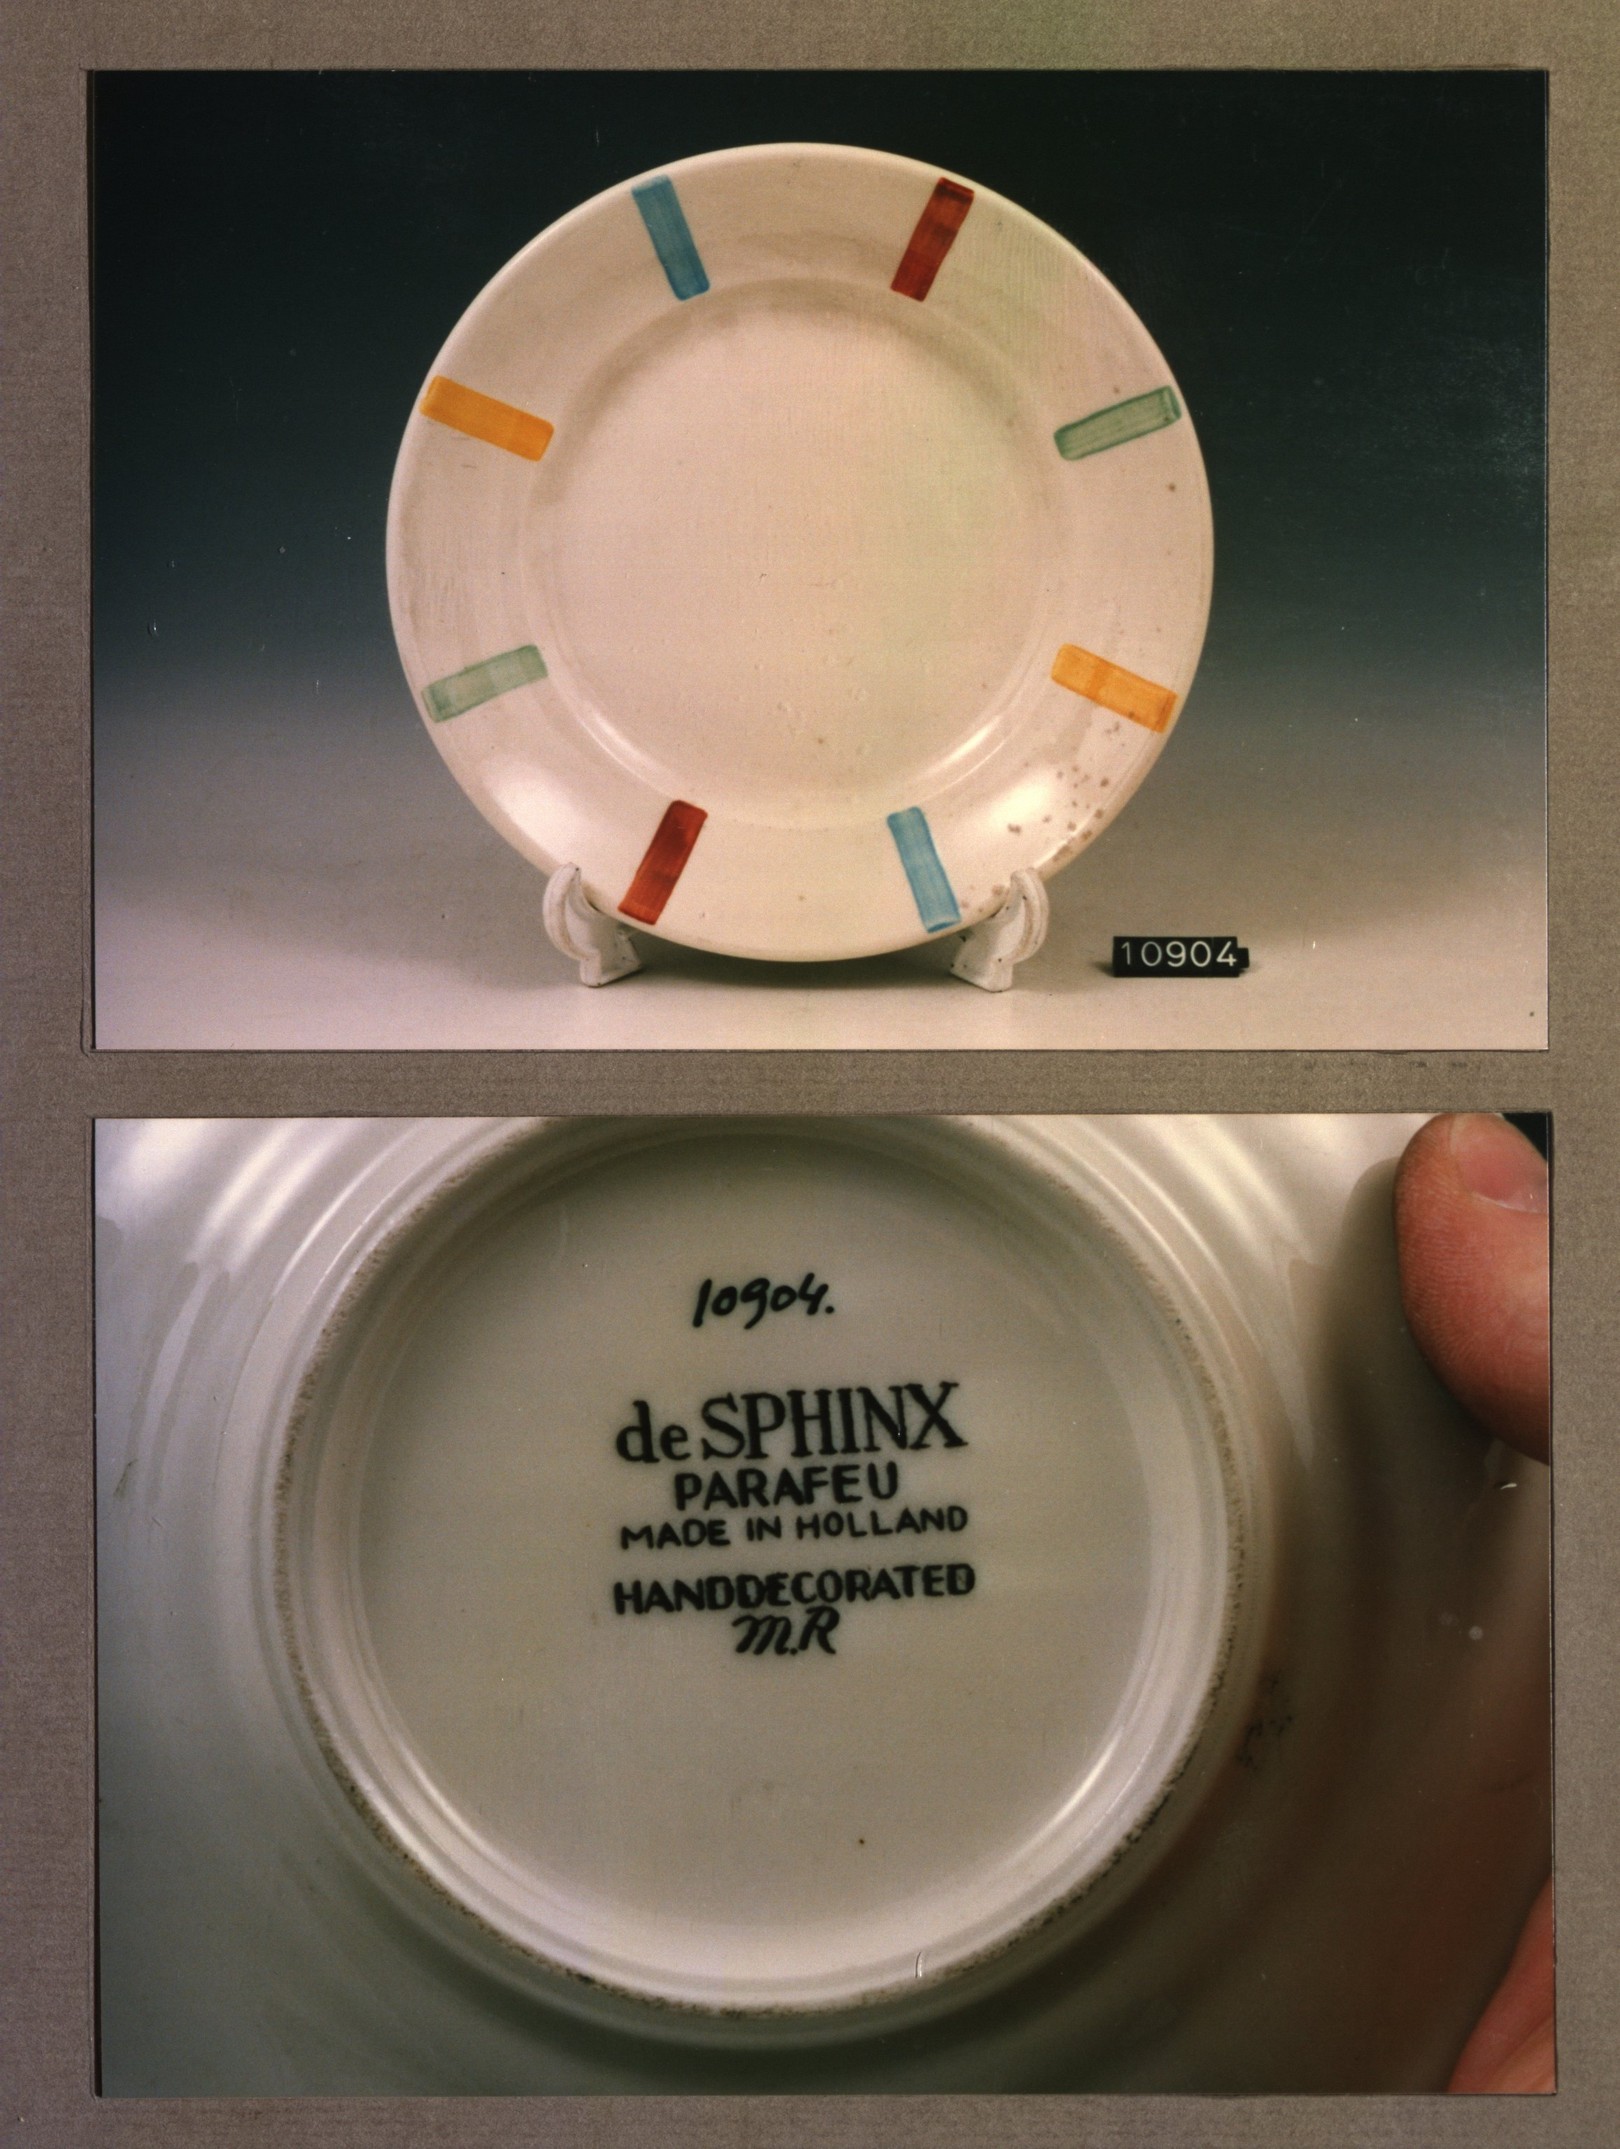 10904
10904.
de SPHINX
PARAFEU
MADE IN HOLLAND
HANDDECORATED
M.R